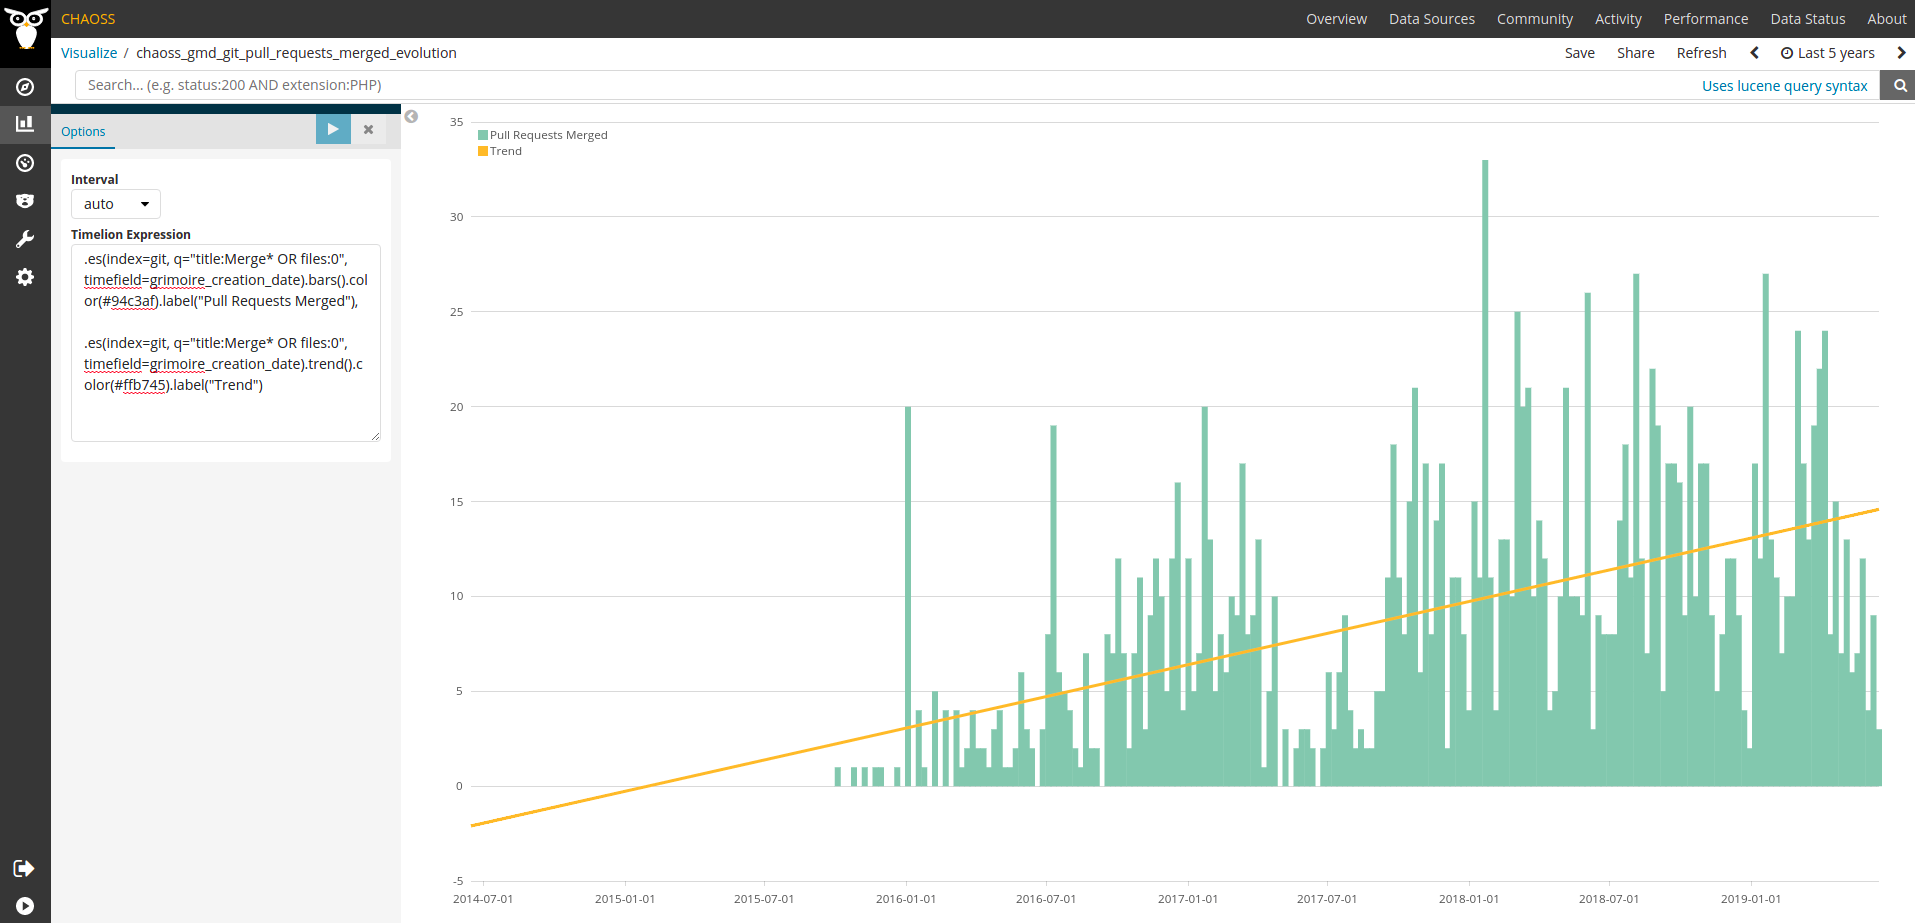 CHAOSS
Overview Data Sources Community Activity Performance Data Status About
Visualize / chaoss_gmd_git_pull_requests_merged_evolution
Save Share Refresh Last 5 years
Search... (e.g. status:200 AND extension:PHP)
Uses lucene query syntax
Options
Interval
auto
Timelion Expression
.es(index=git, q="title:Merge* OR files:0",
timefield=grimoire_creation_date).bars().col
or(#94c3af).label("Pull Requests Merged"),
.es(index=git, q="title:Merge* OR files:0",
timefield=grimoire_creation_date).trend().c
olor(#ffb745).label("Trend")
Pull Requests Merged
Trend
35
30
25
20
15
10
5
0
-5
2014-07-01 2015-01-01 2015-07-01 2016-01-01 2016-07-01 2017-01-01 2017-07-01 2018-01-01 2018-07-01 2019-01-01